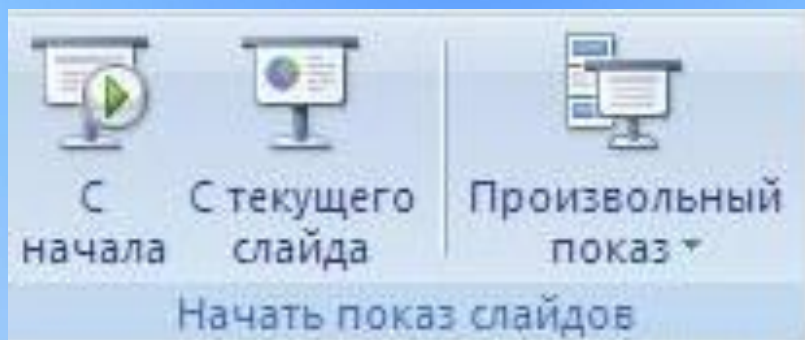 С
начала
С текущего
слайда
Произвольный
показ
Начать показ слайдов